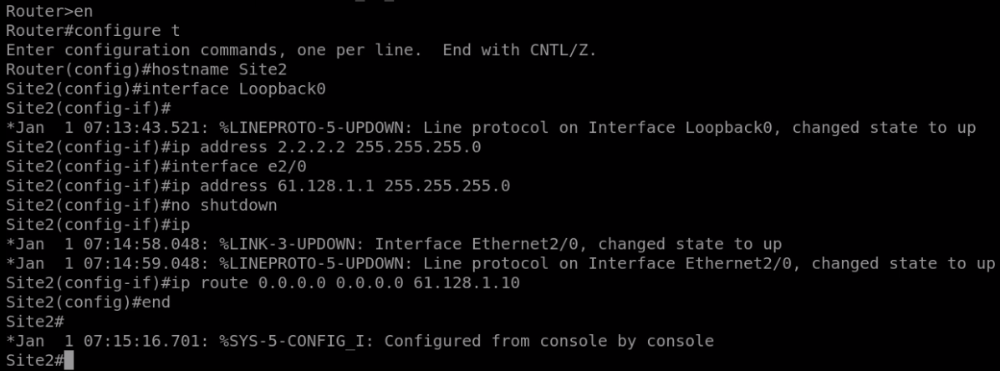 Router>en
Router#configure t
Enter configuration commands, one per line.  End with CNTL/Z.
Router(config)#hostname Site2
Site2(config)#interface Loopback0
Site2(config-if)#
*Jan  1 07:13:43.521: %LINEPROTO-5-UPDOWN: Line protocol on Interface Loopback0, changed state to up
Site2(config-if)#ip address 2.2.2.2 255.255.255.0
Site2(config-if)#interface e2/0
Site2(config-if)#ip address 61.128.1.1 255.255.255.0
Site2(config-if)#no shutdown
Site2(config-if)#ip
*Jan  1 07:14:58.048: %LINK-3-UPDOWN: Interface Ethernet2/0, changed state to up
*Jan  1 07:14:59.048: %LINEPROTO-5-UPDOWN: Line protocol on Interface Ethernet2/0, changed state to up
Site2(config-if)#ip route 0.0.0.0 0.0.0.0 61.128.1.10
Site2(config)#end
Site2#
*Jan  1 07:15:16.701: %SYS-5-CONFIG_I: Configured from console by console
Site2#